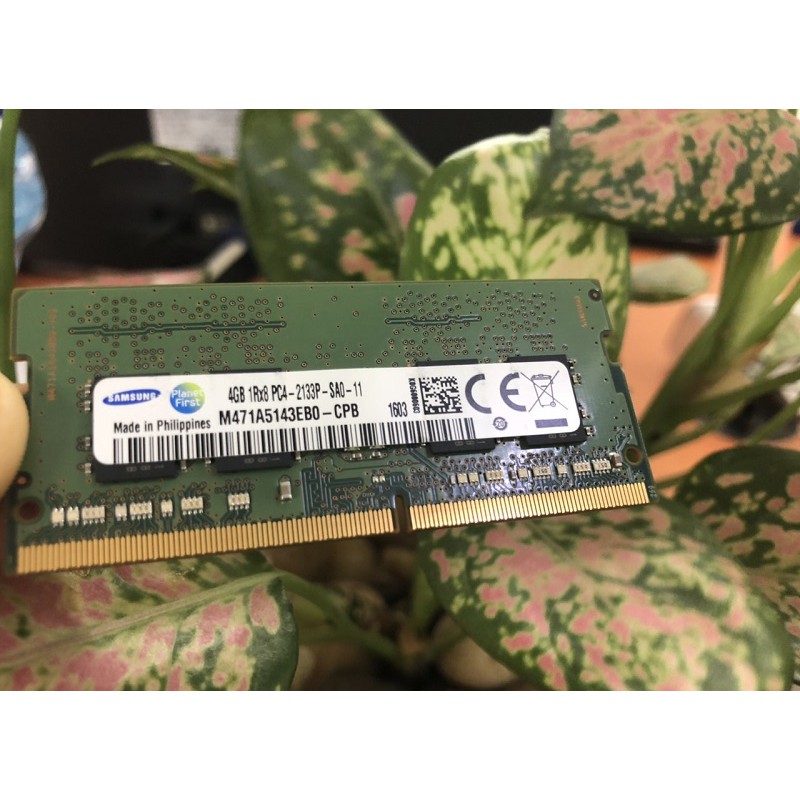 SAMSUNG
Planet
First
4GB 1Rx8 PC4-2133P-SA0-11
M471A5143EB0-CPB
1603
Made in Philippines
CE